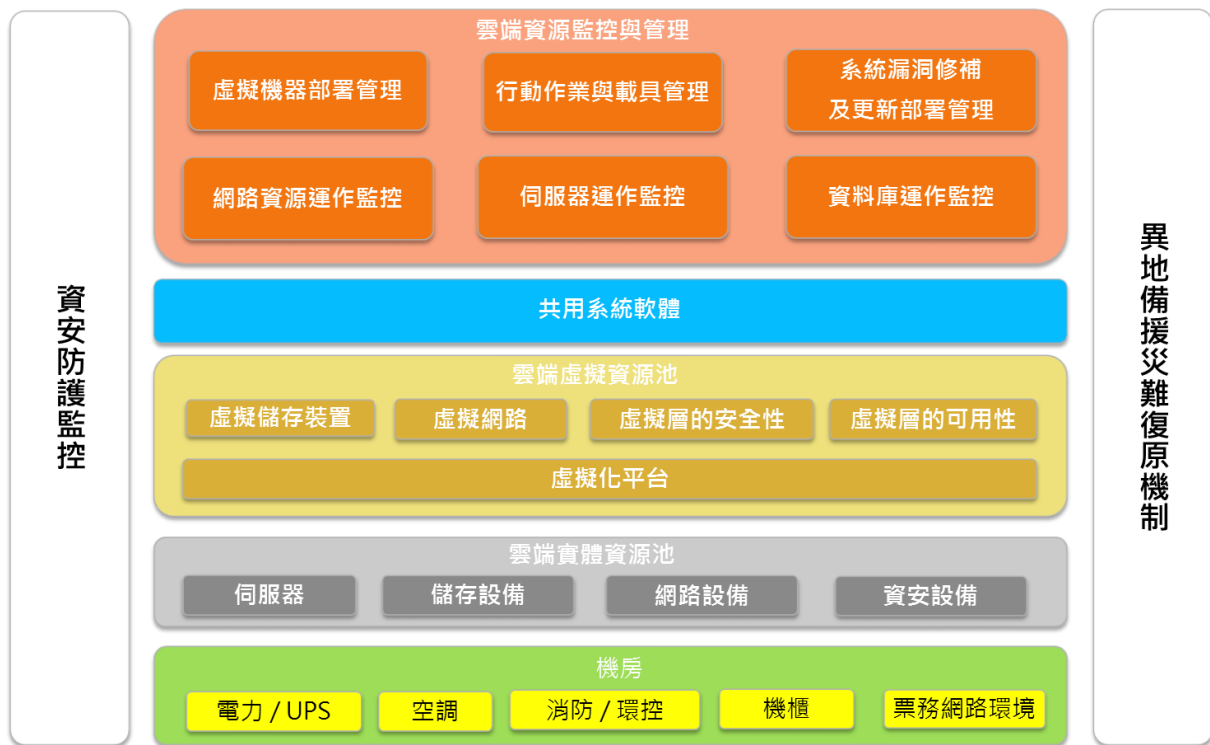 資安防護監控
雲端資源監控與管理
虛擬機器部署管理
行動作業與載具管理
系統漏洞修補
及更新部署管理
網路資源運作監控
伺服器運作監控
資料庫運作監控
共用系統軟體
雲端虛擬資源池
虛擬儲存裝置
虛擬網路
虛擬層的安全性
虛擬層的可用性
虛擬化平台
雲端實體資源池
伺服器
儲存設備
網路設備
資安設備
機房
電力 / UPS
空調
消防 / 環控
機櫃
票務網路環境
異地備援災難復原機制